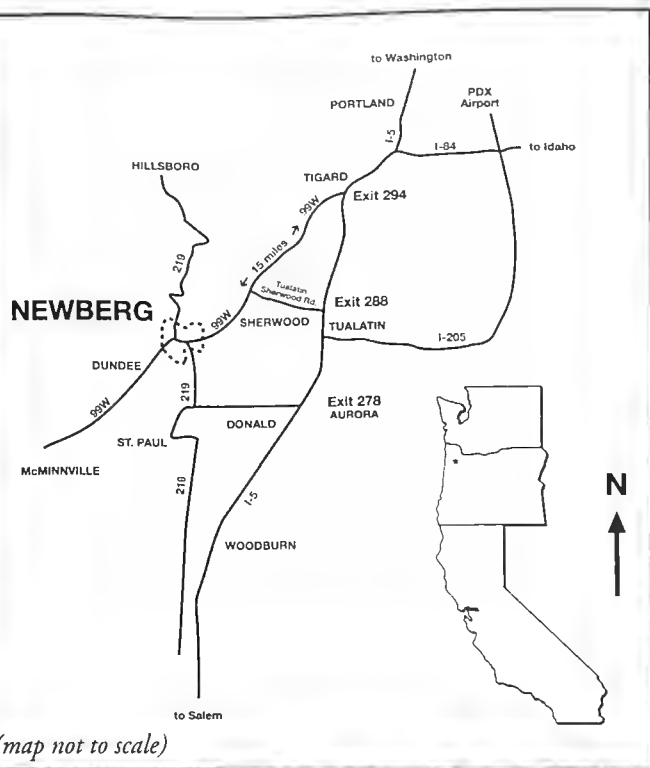 to Washington
PORTLAND
PDX
Airport
I-5
I-84
to Idaho
HILLSBORO
TIGARD
Exit 294
99W
219
15 miles
Tualatin
Sherwood Rd.
NEWBERG
99W
SHERWOOD
Exit 288
TUALATIN
I-205
DUNDEE
99W
219
Exit 278
AURORA
DONALD
ST. PAUL
McMINNVILLE
219
I-5
WOODBURN
N
to Salem
(map not to scale)